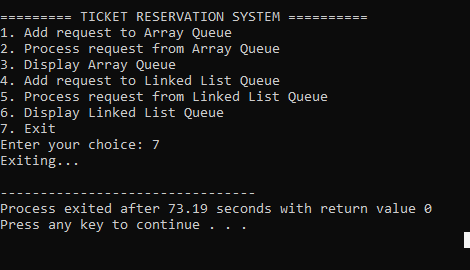 ========= TICKET RESERVATION SYSTEM ==========
1. Add request to Array Queue
2. Process request from Array Queue
3. Display Array Queue
4. Add request to Linked List Queue
5. Process request from Linked List Queue
6. Display Linked List Queue
7. Exit
Enter your choice: 7
Exiting...
--------------------------------
Process exited after 73.19 seconds with return value 0
Press any key to continue . . .